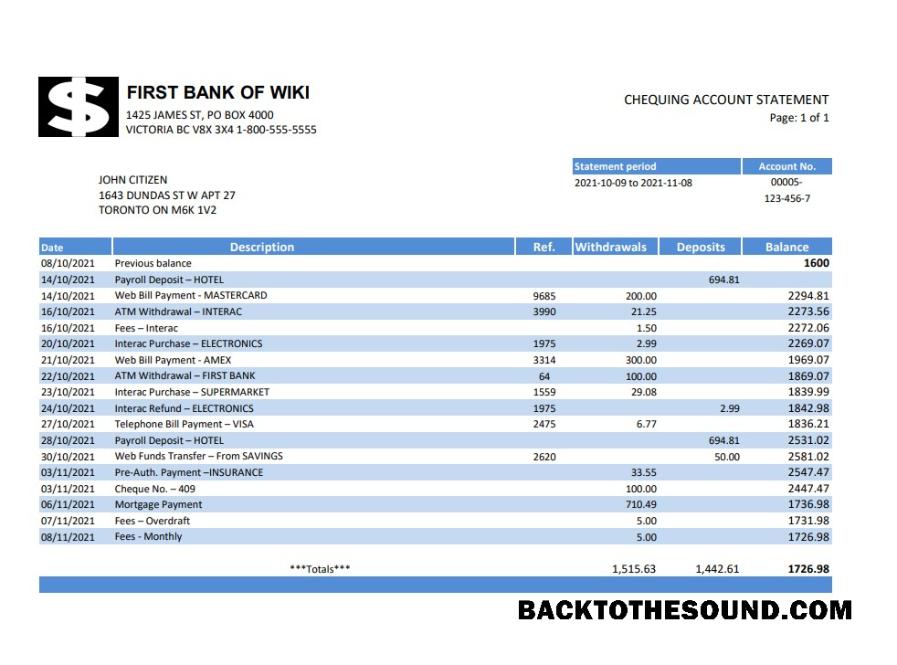 FIRST BANK OF WIKI
1425 JAMES ST, PO BOX 4000
VICTORIA BC V8X 3X4 1-800-555-5555
CHEQUING ACCOUNT STATEMENT
Page: 1 of 1
JOHN CITIZEN
1643 DUNDAS ST W APT 27
TORONTO ON M6K 1V2
Statement period Account No.
2021-10-09 to 2021-11-08 00005-
123-456-7
Date Description Ref. Withdrawals Deposits Balance
08/10/2021 Previous balance 1600
14/10/2021 Payroll Deposit – HOTEL 694.81
14/10/2021 Web Bill Payment - MASTERCARD 9685 200.00 2294.81
16/10/2021 ATM Withdrawal – INTERAC 3990 21.25 2273.56
16/10/2021 Fees – Interac 1.50 2272.06
20/10/2021 Interac Purchase – ELECTRONICS 1975 2.99 2269.07
21/10/2021 Web Bill Payment - AMEX 3314 300.00 1969.07
22/10/2021 ATM Withdrawal – FIRST BANK 64 100.00 1869.07
23/10/2021 Interac Purchase – SUPERMARKET 1559 29.08 1839.99
24/10/2021 Interac Refund – ELECTRONICS 1975 2.99 1842.98
27/10/2021 Telephone Bill Payment – VISA 2475 6.77 1836.21
28/10/2021 Payroll Deposit – HOTEL 694.81 2531.02
30/10/2021 Web Funds Transfer – From SAVINGS 2620 50.00 2581.02
03/11/2021 Pre-Auth. Payment –INSURANCE 33.55 2547.47
03/11/2021 Cheque No. – 409 100.00 2447.47
06/11/2021 Mortgage Payment 710.49 1736.98
07/11/2021 Fees – Overdraft 5.00 1731.98
08/11/2021 Fees - Monthly 5.00 1726.98
***Totals*** 1,515.63 1,442.61 1726.98
BACKTOTHESOUND.COM